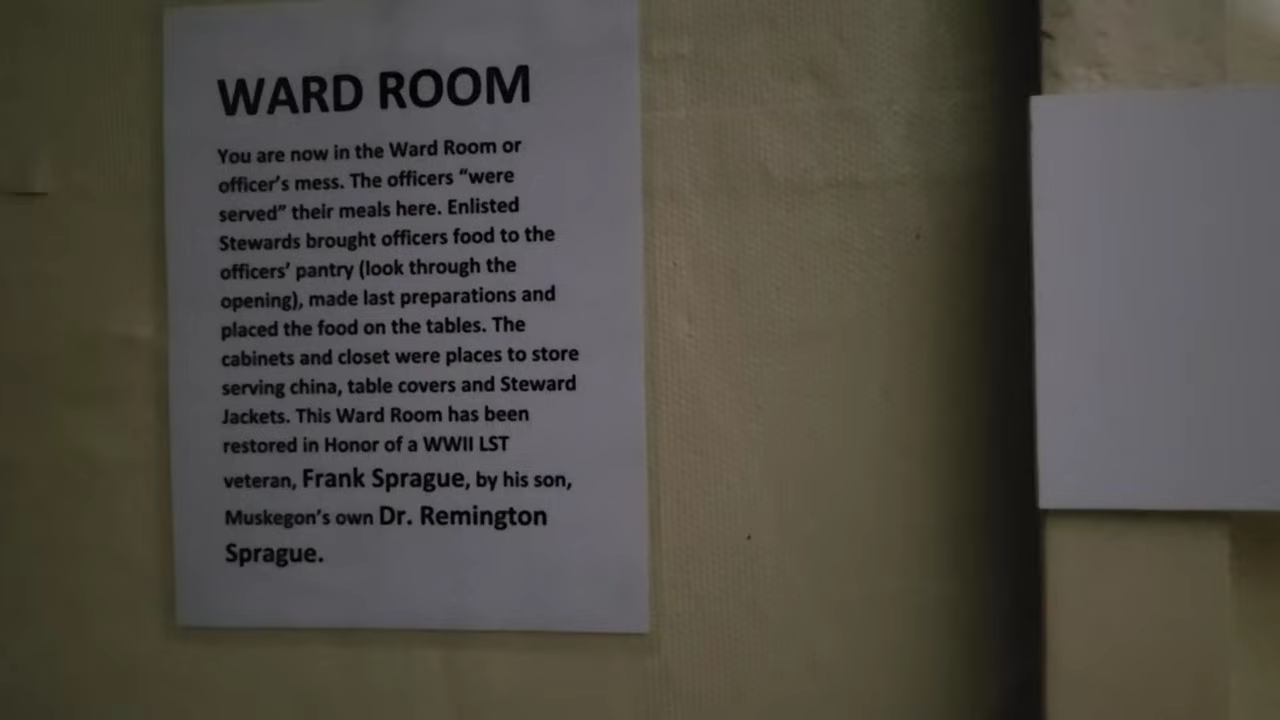 WARD ROOM
You are now in the Ward Room or
officer’s mess. The officers “were
served” their meals here. Enlisted
Stewards brought officers food to the
officers’ pantry (look through the
opening), made last preparations and
placed the food on the tables. The
cabinets and closet were places to store
serving china, table covers and Steward
Jackets. This Ward Room has been
restored in Honor of a WWII LST
veteran, Frank Sprague, by his son,
Muskegon’s own Dr. Remington
Sprague.